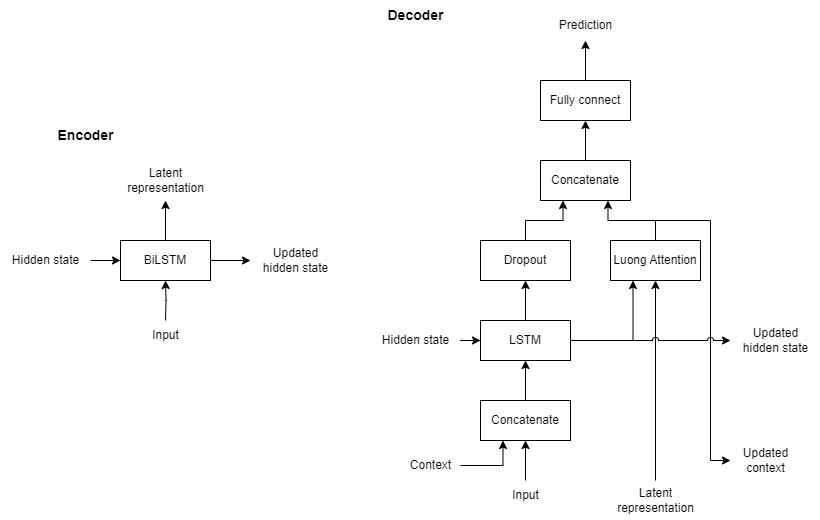 Decoder
Prediction
Fully connect
Encoder
Latent
representation
Concatenate
Hidden state
BiLSTM
Updated
hidden state
Dropout
Luong Attention
Input
Hidden state
LSTM
Updated
hidden state
Concatenate
Context
Updated
context
Input
Latent
representation